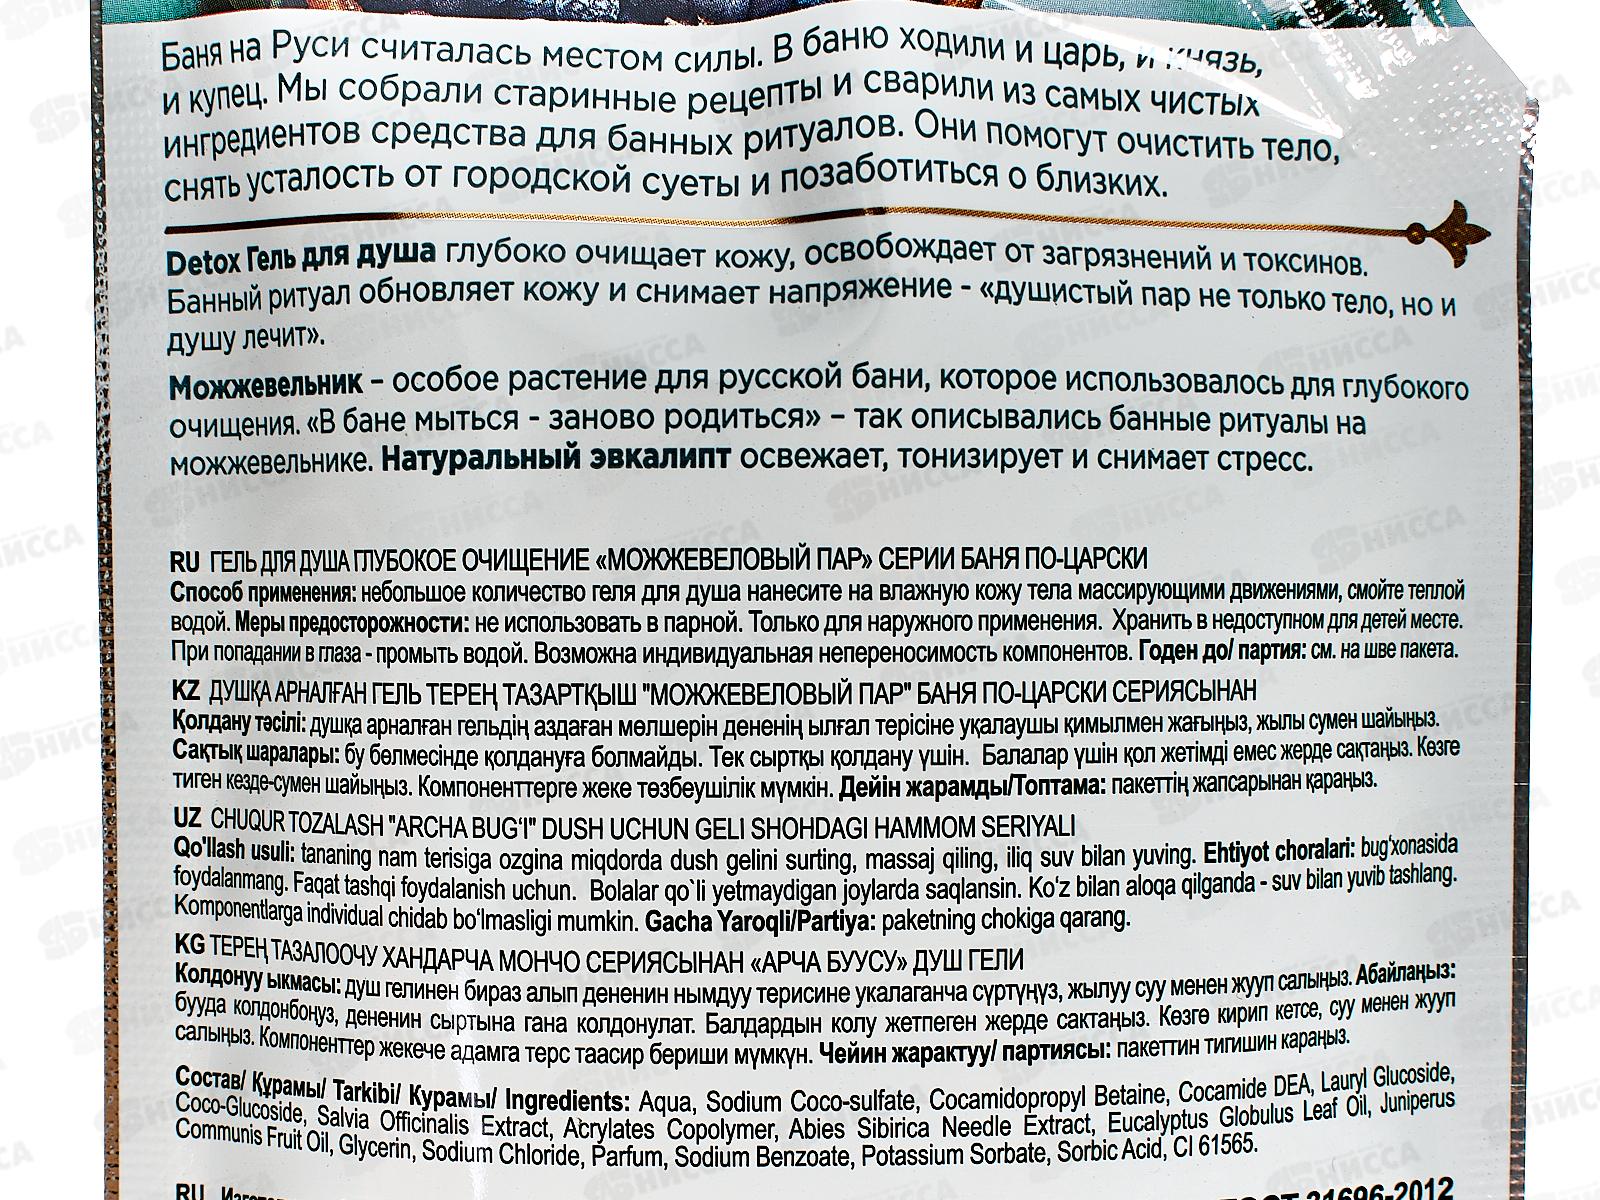 Баня на Руси считалась местом силы. В баню ходили и царь, и князь,
и купец. Мы собрали старинные рецепты и сварили из самых чистых
ингредиентов средства для банных ритуалов. Они помогут очистить тело,
снять усталость от городской суеты и позаботиться о близких.
Detox Гель для душа глубоко очищает кожу, освобождает от загрязнений и токсинов.
Банный ритуал обновляет кожу и снимает напряжение - «душистый пар не только тело, но и
душу лечит».
Можжевельник – особое растение для русской бани, которое использовалось для глубокого
очищения. «В бане мыться - заново родиться» – так описывались банные ритуалы на
можжевельнике. Натуральный эвкалипт освежает, тонизирует и снимает стресс.
RU ГЕЛЬ ДЛЯ ДУША ГЛУБОКОЕ ОЧИЩЕНИЕ «МОЖЖЕВЕЛОВЫЙ ПАР» СЕРИИ БАНЯ ПО-ЦАРСКИ
Способ применения: небольшое количество геля для душа нанесите на влажную кожу тела массирующими движениями, смойте теплой
водой. Меры предосторожности: не использовать в парной. Только для наружного применения. Хранить в недоступном для детей месте.
При попадании в глаза - промыть водой. Возможна индивидуальная непереносимость компонентов. Годен до/ партия: см. на шве пакета.
KZ ДУШҚА АРНАЛҒАН ГЕЛЬ ТЕРЕҢ ТАЗАРТҚЫШ "МОЖЖЕВЕЛОВЫЙ ПАР" БАНЯ ПО-ЦАРСКИ СЕРИЯСЫНАН
Қолдану тәсілі: душқа арналған гельдің аздаған мөлшерін дененің ылғал терісіне уқалаушы қимылмен жағыңыз, жылы сумен шайыңыз.
Сақтық шаралары: бу бөлмесінде қолдануға болмайды. Тек сыртқы қолдану үшін. Балалар үшін қол жетімді емес жерде сақтаңыз. Көзге
тиген кезде-сумен шайыңыз. Компоненттерге жеке төзбеушілік мүмкін. Дейін жарамды/Топтама: пакеттің жапсарынан қараңыз.
UZ CHUQUR TOZALASH "ARCHA BUG‘I" DUSH UCHUN GELI SHOHDAGI HAMMOM SERIYALI
Qo'llash usuli: tananing nam terisiga ozgina miqdorda dush gelini surting, massaj qiling, iliq suv bilan yuving. Ehtiyot choralari: bug‘xonasida
foydalanmang. Faqat tashqi foydalanish uchun. Bolalar qo`li yetmaydigan joylarda saqlansin. Ko‘z bilan aloqa qilganda - suv bilan yuvib tashlang.
Komponentlarga individual chidab bo‘lmasligi mumkin. Gacha Yaroqli/Partiya: paketning chokiga qarang.
KG ТЕРЕҢ ТАЗАЛООЧУ ХАНДАРЧА МОНЧО СЕРИЯСЫНАН «АРЧА БУУСУ» ДУШ ГЕЛИ
Колдонуу ыкмасы: душ гелинен бираз алып дененин нымдуу терисине укалаганча сүртүңүз, жылуу суу менен жууп салыңыз. Абайлаңыз:
бууда колдонбоңуз, дененин сыртына гана колдонулат. Балдардын колу жетпеген жерде сактаңыз. Көзгө кирип кетсе, суу менен жууп
салыңыз. Компоненттер жекече адамга терс таасир бериши мүмкүн. Чейин жарактуу/ партиясы: пакеттин тигишин караңыз.
Состав/ Құрамы/ Tarkibi/ Курамы/ Ingredients: Aqua, Sodium Coco-sulfate, Cocamidopropyl Betaine, Cocamide DEA, Lauryl Glucoside,
Coco-Glucoside, Salvia Officinalis Extract, Acrylates Copolymer, Abies Sibirica Needle Extract, Eucalyptus Globulus Leaf Oil, Juniperus
Communis Fruit Oil, Glycerin, Sodium Chloride, Parfum, Sodium Benzoate, Potassium Sorbate, Sorbic Acid, CI 61565.
RU ГОСТ 31696-2012